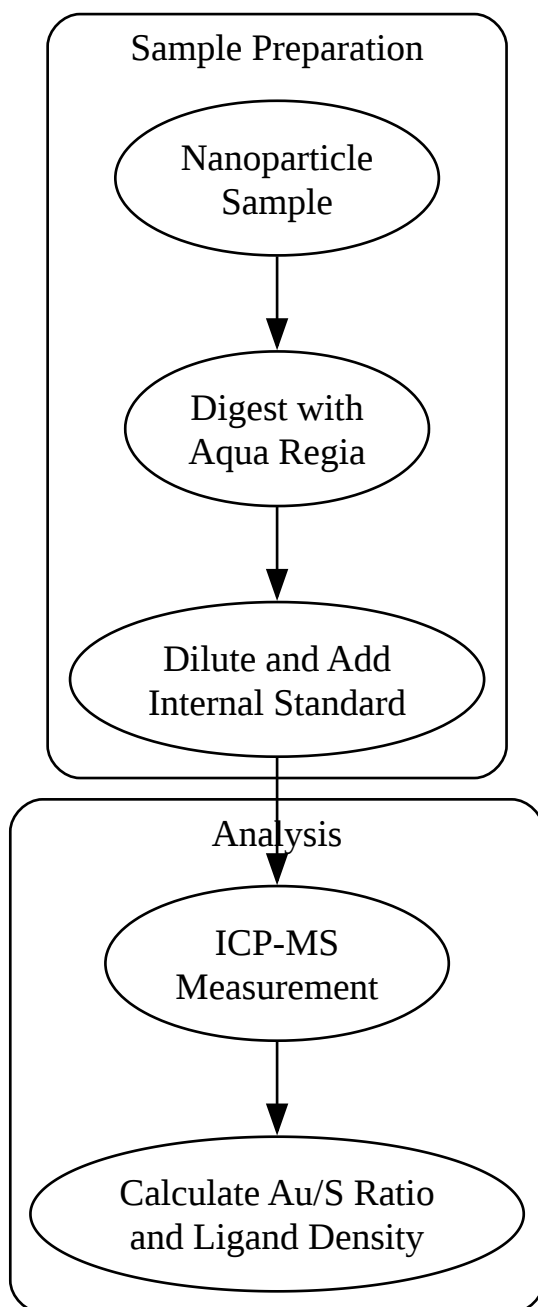 Sample Preparation
Nanoparticle
Sample
Digest with
Aqua Regia
Dilute and Add
Internal Standard
Analysis
ICP-MS
Measurement
Calculate Au/S Ratio
and Ligand Density